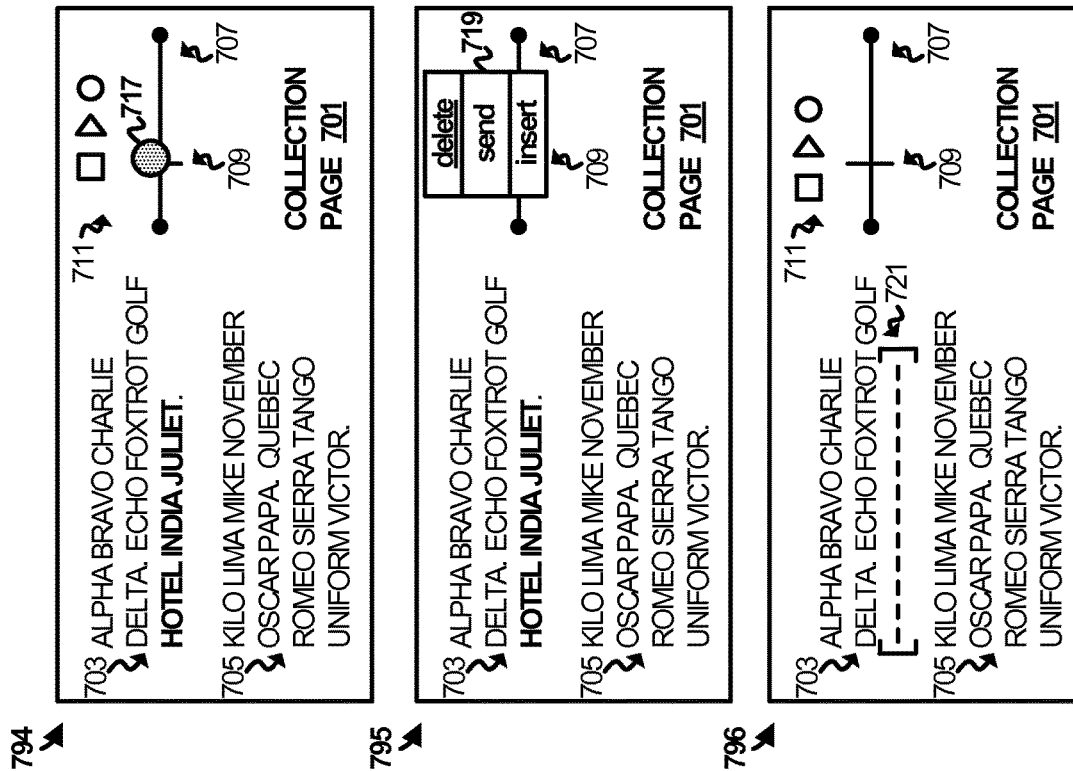 794
703 ALPHA BRAVO CHARLIE
DELTA. ECHO FOXTROT GOLF
HOTEL INDIA JULIET.
705 KILO LIMA MIKE NOVEMBER
OSCAR PAPA. QUEBEC
ROMEO SIERRA TANGO
UNIFORM VICTOR.
711
717
709
707
COLLECTION
PAGE 701
795
703 ALPHA BRAVO CHARLIE
DELTA. ECHO FOXTROT GOLF
HOTEL INDIA JULIET.
705 KILO LIMA MIKE NOVEMBER
OSCAR PAPA. QUEBEC
ROMEO SIERRA TANGO
UNIFORM VICTOR.
delete
send
insert
719
709
707
COLLECTION
PAGE 701
796
703 ALPHA BRAVO CHARLIE
DELTA. ECHO FOXTROT GOLF
721
705 KILO LIMA MIKE NOVEMBER
OSCAR PAPA. QUEBEC
ROMEO SIERRA TANGO
UNIFORM VICTOR.
711
709
707
COLLECTION
PAGE 701